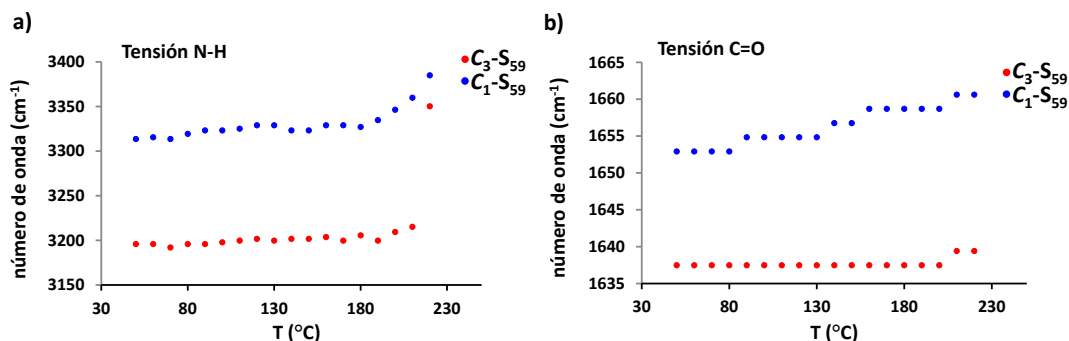 a)
Tensión N-H
C3-S59
C1-S59
número de onda (cm-1)
3400
3350
3300
3250
3200
3150
30
80
130
180
230
T (°C)
b)
Tensión C=O
C3-S59
C1-S59
número de onda (cm-1)
1665
1660
1655
1650
1645
1640
1635
30
80
130
180
230
T (°C)